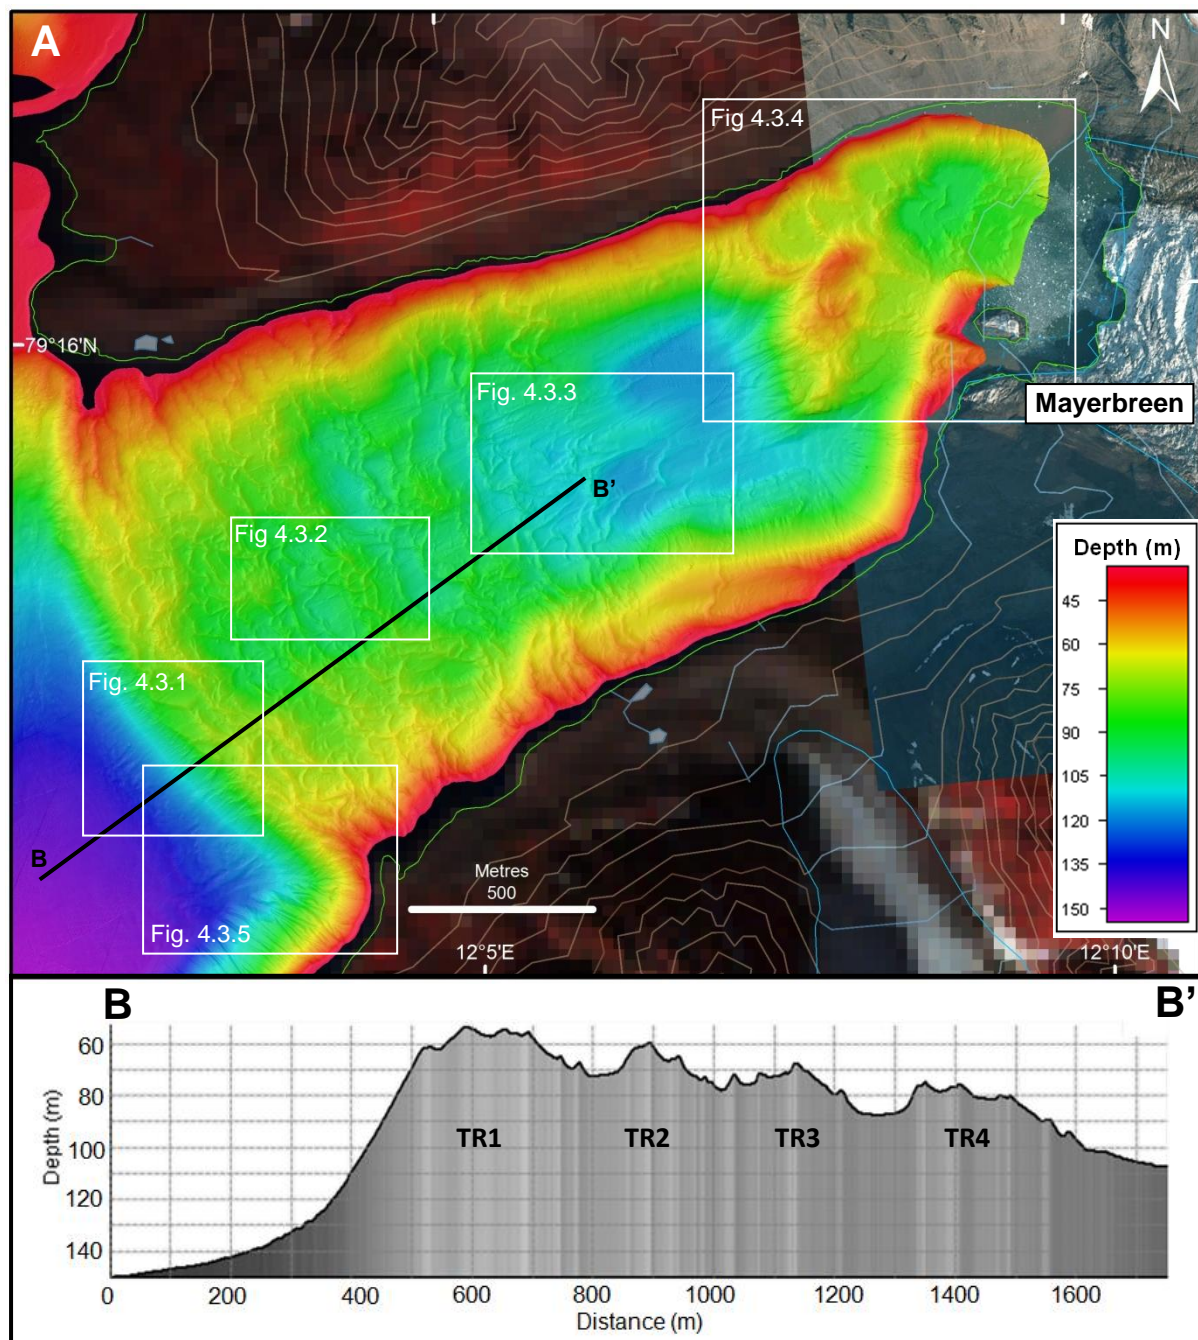 A
N
Fig 4.3.4
79°16'N
Fig. 4.3.3
Mayerbreen
B'
Fig 4.3.2
Depth (m)
45
60
75
90
105
120
135
150
Fig. 4.3.1
B
Metres
500
Fig. 4.3.5
12°5'E
12°10'E
B
B'
60
80
100
120
140
Depth (m)
TR1
TR2
TR3
TR4
0
200
400
600
800
1000
1200
1400
1600
Distance (m)